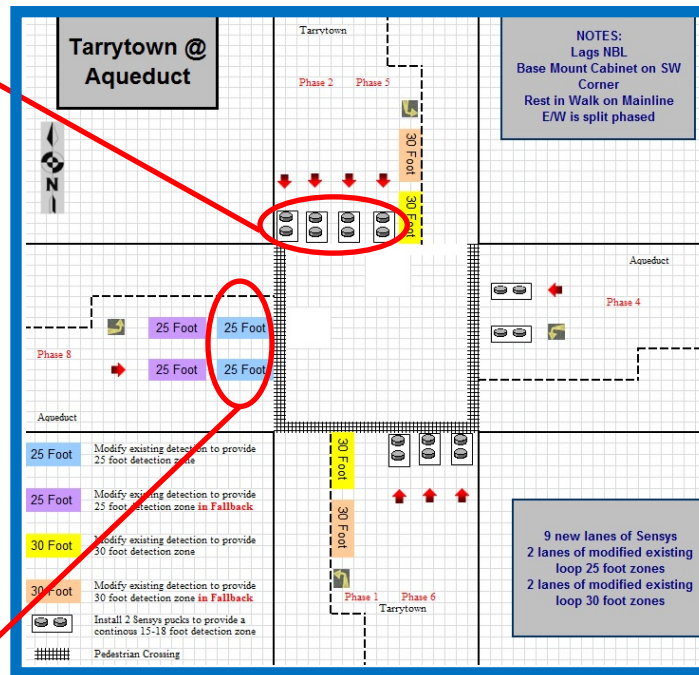 Tarrytown @
Aqueduct
Tarrytown
Phase 2 Phase 5
NOTES:
Lags NBL
Base Mount Cabinet on SW
Corner
Rest in Walk on Mainline
E/W is split phased
N
30 Foot
30 Foot
Aqueduct
Phase 4
25 Foot 25 Foot
Phase 8
25 Foot 25 Foot
Aqueduct
30 Foot
30 Foot
Phase 1 Phase 6
Tarrytown
25 Foot Modify existing detection to provide
25 foot detection zone
25 Foot Modify existing detection to provide
25 foot detection zone in Fallback
30 Foot Modify existing detection to provide
30 foot detection zone
30 Foot Modify existing detection to provide
30 foot detection zone in Fallback
Install 2 Sensys pucks to provide a
continous 15-18 foot detection zone
Pedestrian Crossing
9 new lanes of Sensys
2 lanes of modified existing
loop 25 foot zones
2 lanes of modified existing
loop 30 foot zones